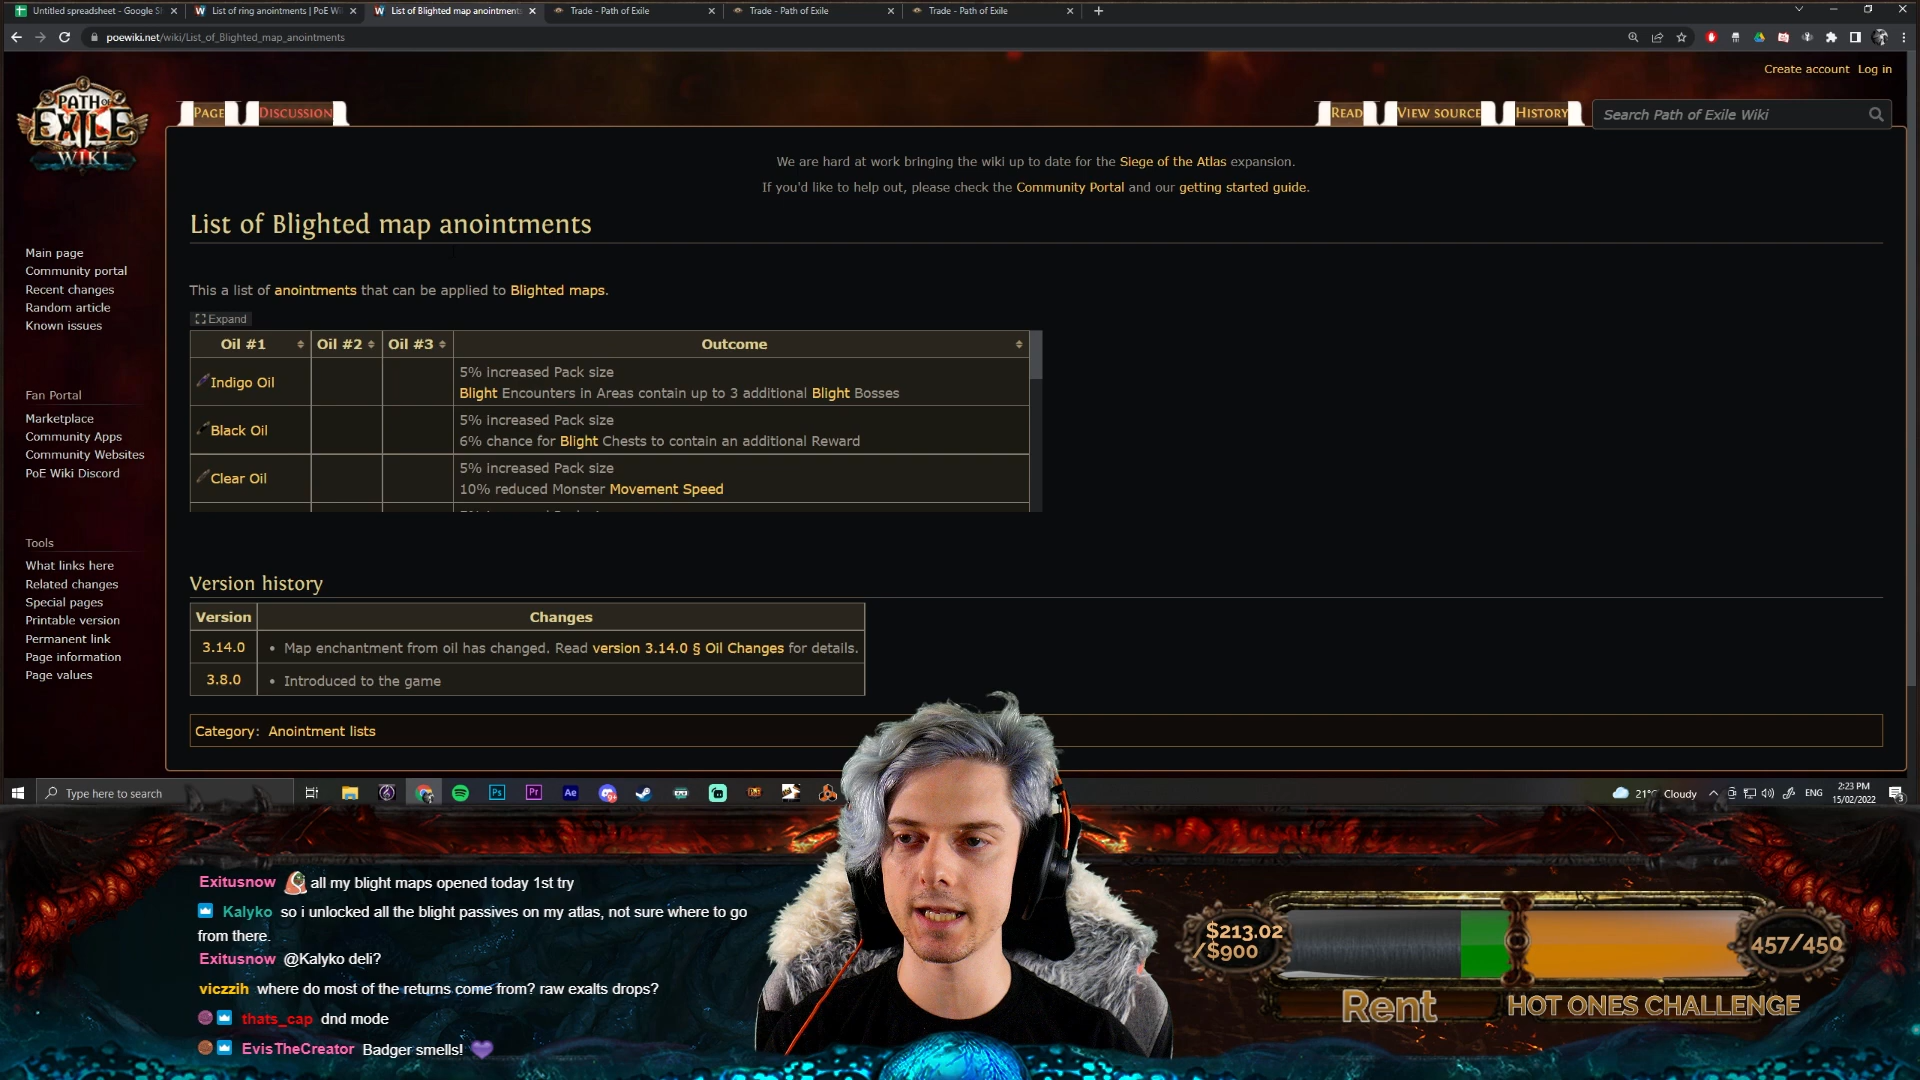 Untitled spreadsheet - Google S
List of ring anointments | PoE Wi
List of Blighted map anointments
Trade - Path of Exile
Trade - Path of Exile
Trade - Path of Exile
poewiki.net/wiki/List_of_Blighted_map_anointments
Create account Log in
PATH OF
EXILE
WIKI
PAGE
DISCUSSION
READ
VIEW SOURCE
HISTORY
Search Path of Exile Wiki
We are hard at work bringing the wiki up to date for the Siege of the Atlas expansion.
If you'd like to help out, please check the Community Portal and our getting started guide.
List of Blighted map anointments
Main page
Community portal
Recent changes
Random article
Known issues
Fan Portal
Marketplace
Community Apps
Community Websites
PoE Wiki Discord
Tools
What links here
Related changes
Special pages
Printable version
Permanent link
Page information
Page values
This a list of anointments that can be applied to Blighted maps.
Expand
Oil #1 Oil #2 Oil #3 Outcome
Indigo Oil
5% increased Pack size
Blight Encounters in Areas contain up to 3 additional Blight Bosses
Black Oil
5% increased Pack size
6% chance for Blight Chests to contain an additional Reward
Clear Oil
5% increased Pack size
10% reduced Monster Movement Speed
Version history
Version Changes
3.14.0 • Map enchantment from oil has changed. Read version 3.14.0 § Oil Changes for details.
3.8.0 • Introduced to the game
Category: Anointment lists
Type here to search
Ps Pr Ae
21°C Cloudy
ENG
2:23 PM
15/02/2022
3
Exitusnow all my blight maps opened today 1st try
Kalyko so i unlocked all the blight passives on my atlas, not sure where to go
from there.
Exitusnow @Kalyko deli?
viczzih where do most of the returns come from? raw exalts drops?
thats_cap dnd mode
EvisTheCreator Badger smells!
$213.02
/$900
457/450
Rent
HOT ONES CHALLENGE